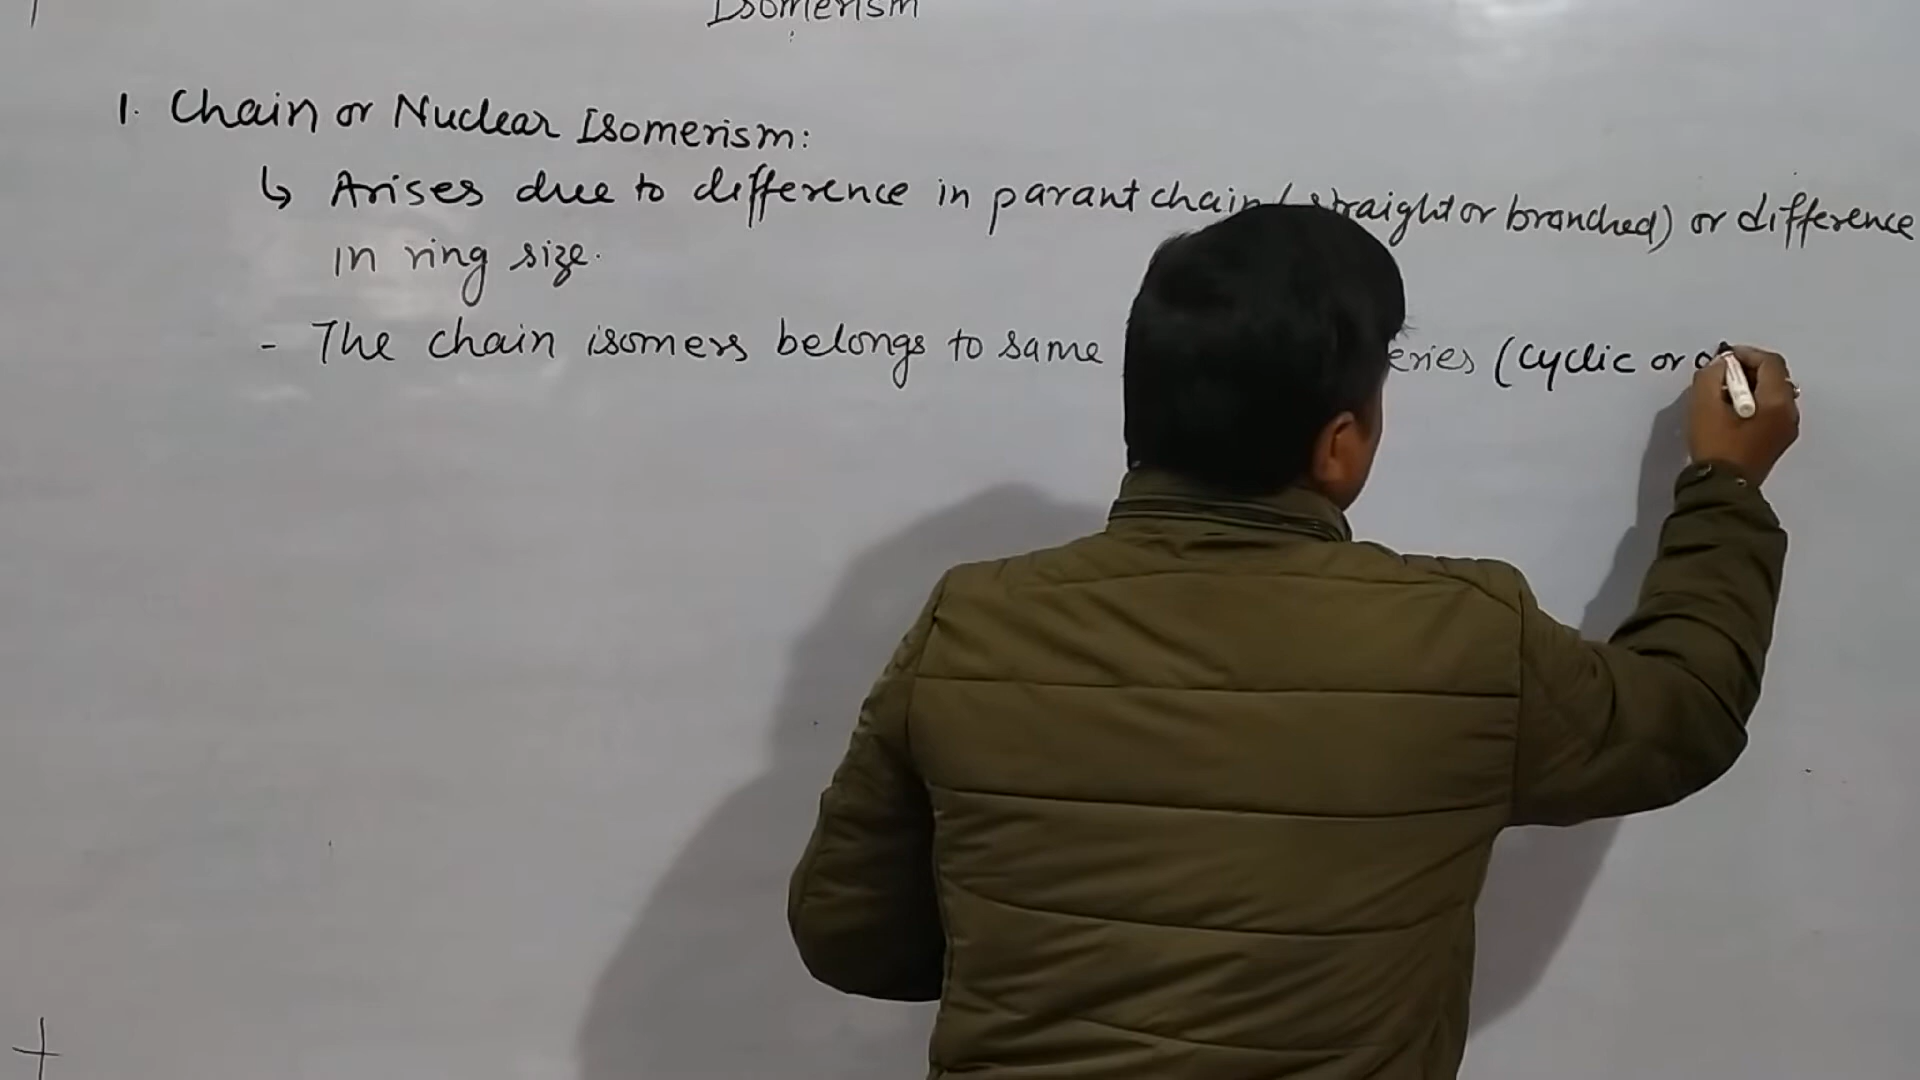 Isomerism
1. Chain or Nuclear Isomerism:
↳ Arises due to difference in parant chain (straight or branched) or difference
in ring size.
- The chain isomers belongs to same eries (cyclic or